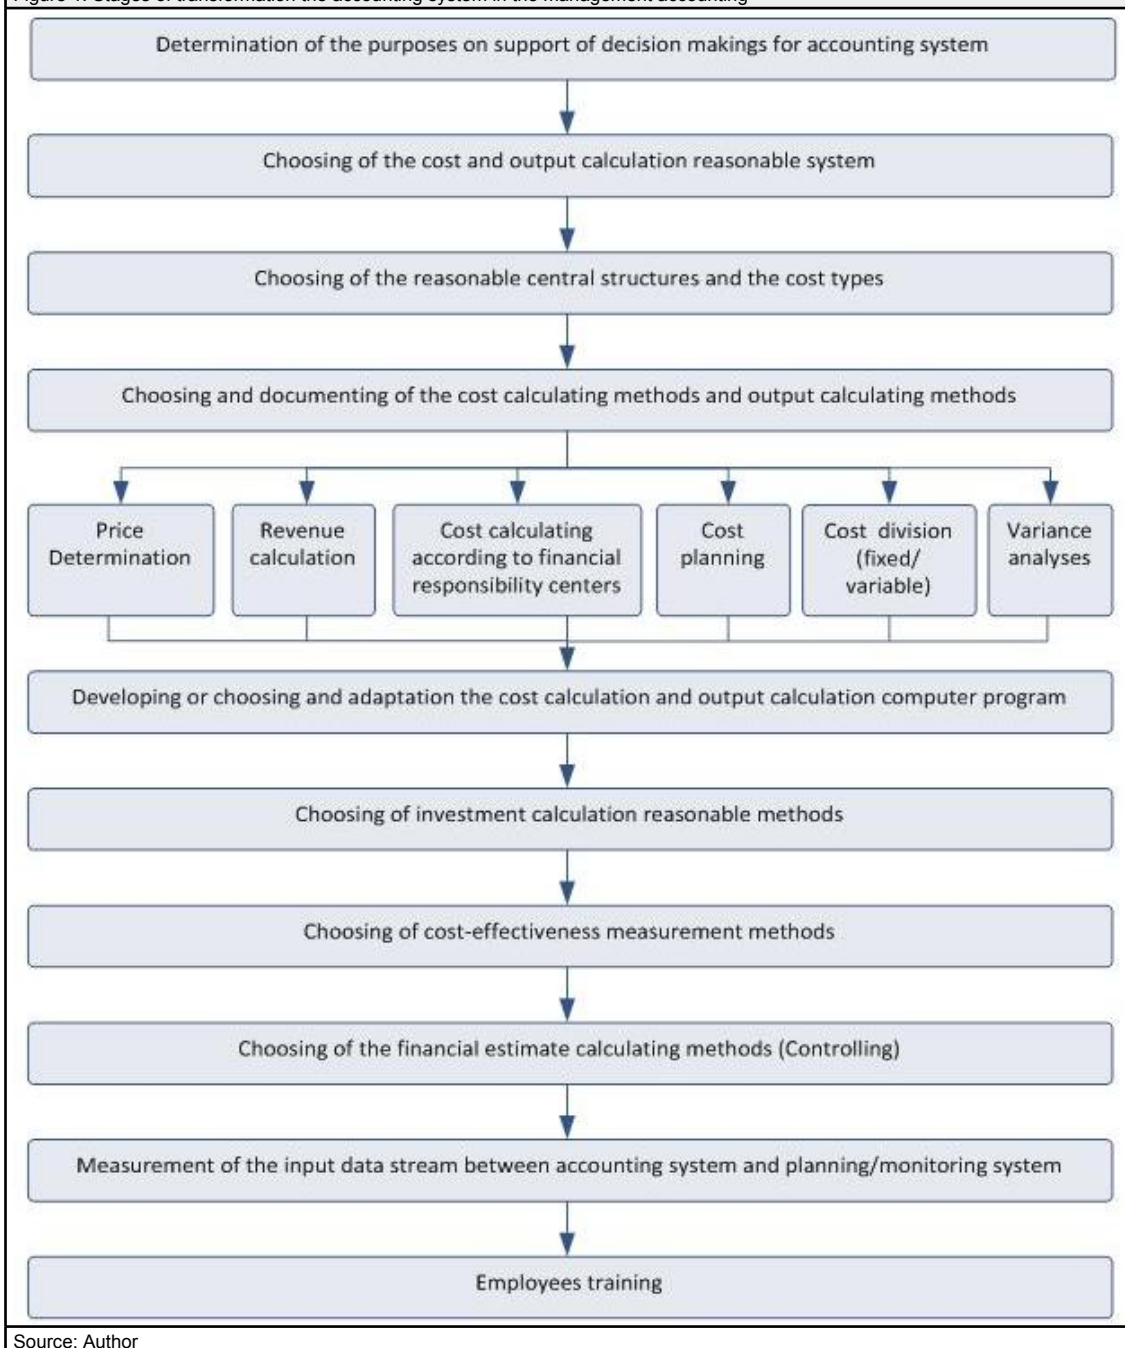 Figure 1. Stages of transformation the accounting system in the management accounting
Determination of the purposes on support of decision makings for accounting system
Choosing of the cost and output calculation reasonable system
Choosing of the reasonable central structures and the cost types
Choosing and documenting of the cost calculating methods and output calculating methods
Price
Determination
Revenue
calculation
Cost calculating
according to financial
responsibility centers
Cost
planning
Cost division
(fixed/
variable)
Variance
analyses
Developing or choosing and adaptation the cost calculation and output calculation computer program
Choosing of investment calculation reasonable methods
Choosing of cost-effectiveness measurement methods
Choosing of the financial estimate calculating methods (Controlling)
Measurement of the input data stream between accounting system and planning/monitoring system
Employees training
Source: Author